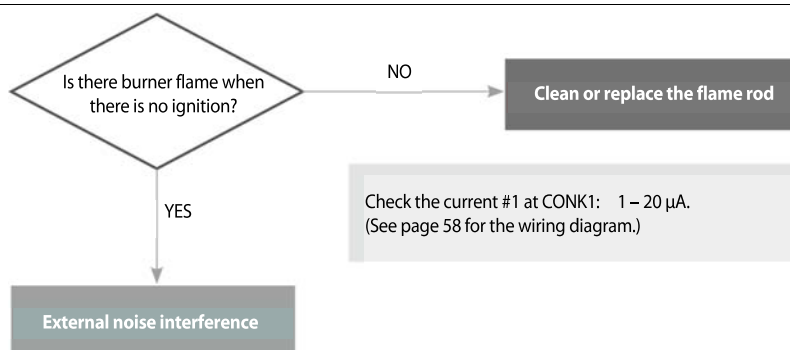 Is there burner flame when
there is no ignition?
NO
Clean or replace the flame rod
Check the current #1 at CONK1: 1 – 20 μA.
(See page 58 for the wiring diagram.)
YES
External noise interference